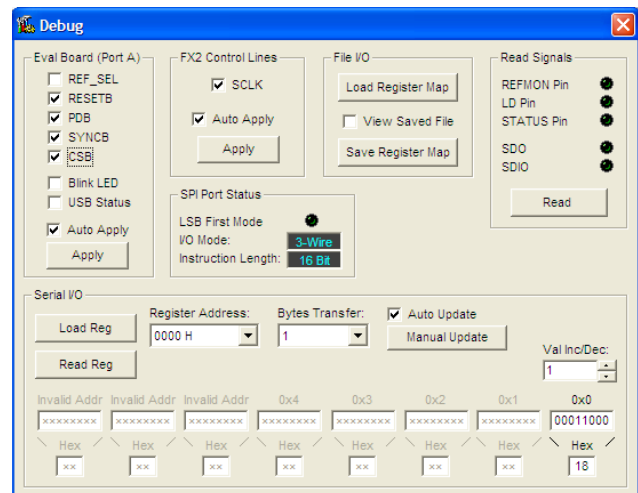 Debug
Eval Board (Port A)
REF_SEL
RESETB
PDB
SYNCB
CSB
Blink LED
USB Status
Auto Apply
Apply
FX2 Control Lines
SCLK
Auto Apply
Apply
File I/O
Load Register Map
View Saved File
Save Register Map
Read Signals
REFMON Pin
LD Pin
STATUS Pin
SDO
SDIO
Read
SPI Port Status
LSB First Mode
I/O Mode: 3-Wire
Instruction Length: 16 Bit
Serial I/O
Load Reg
Read Reg
Register Address:
0000 H
Bytes Transfer:
1
Auto Update
Manual Update
Val Inc/Dec:
1
Invalid Addr Invalid Addr Invalid Addr 0x4 0x3 0x2 0x1 0x0
xxxxxxxx xxxxxxxx xxxxxxxx xxxxxxxx xxxxxxxx xxxxxxxx xxxxxxxx 00011000
Hex Hex Hex Hex Hex Hex Hex Hex
xx xx xx xx xx xx xx 18